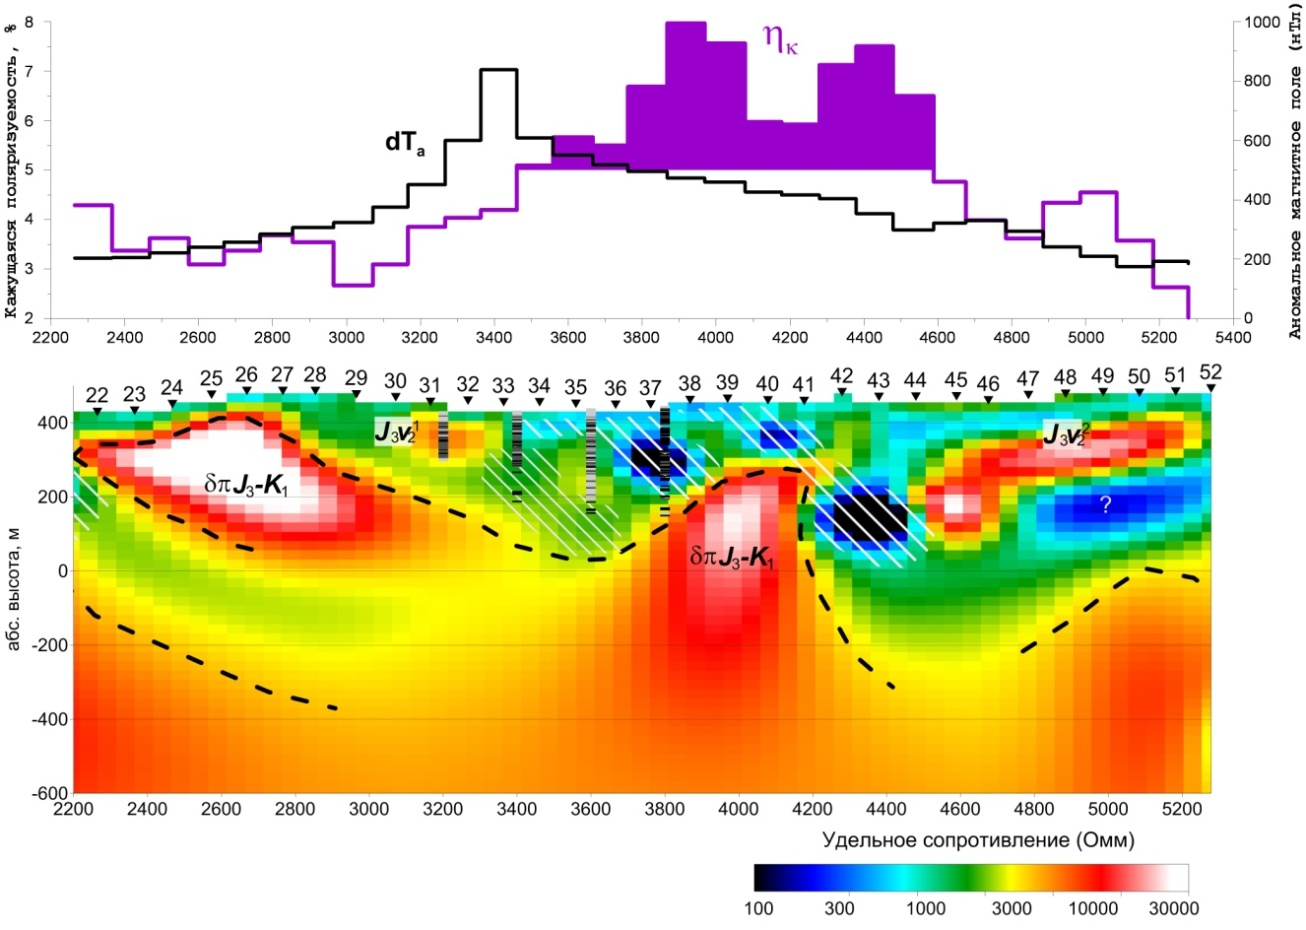 Кажущаяся поляризуемость, %
8
7
6
5
4
3
2
ηк
dTa
1000
800
600
400
200
0
Аномальное магнитное поле (нТл)
2200 2400 2600 2800 3000 3200 3400 3600 3800 4000 4200 4400 4600 4800 5000 5200 5400
22 23 24 25 26 27 28 29 30 31 32 33 34 35 36 37 38 39 40 41 42 43 44 45 46 47 48 49 50 51 52
абс. высота, м
400
200
0
-200
-400
-600
J₃v₂¹
J₃v₂²
δπJ₃-K₁
?
δπJ₃-K₁
2200 2400 2600 2800 3000 3200 3400 3600 3800 4000 4200 4400 4600 4800 5000 5200
Удельное сопротивление (Омм)
100 300 1000 3000 10000 30000